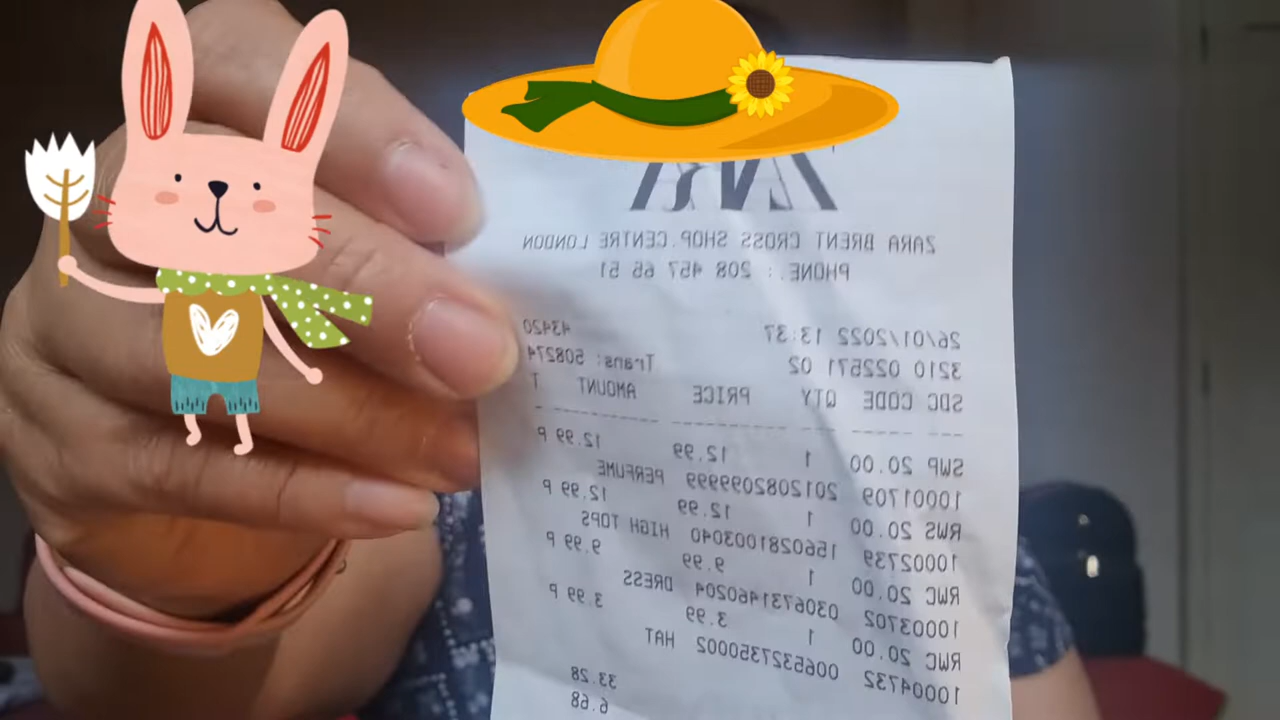 ZARA
ZARA BRENT CROSS SHOP.CENTRE LONDON
PHONE.: 208 457 65 51
26/01/2022 13:37 43420
3210 022571 02 Trans: 508274
SDC CODE QTY PRICE AMOUNT T
SWP 20.00 1 12.99 12.99 P
10001709 2012082099999 PERFUME
RWS 20.00 1 12.99 12.99 P
10002739 1560281003040 HIGH TOPS
RWC 20.00 1 9.99 9.99 P
10003702 0306731460204 DRESS
RWC 20.00 1 3.99 3.99 P
10004732 0065327350002 HAT
33.28
6.68